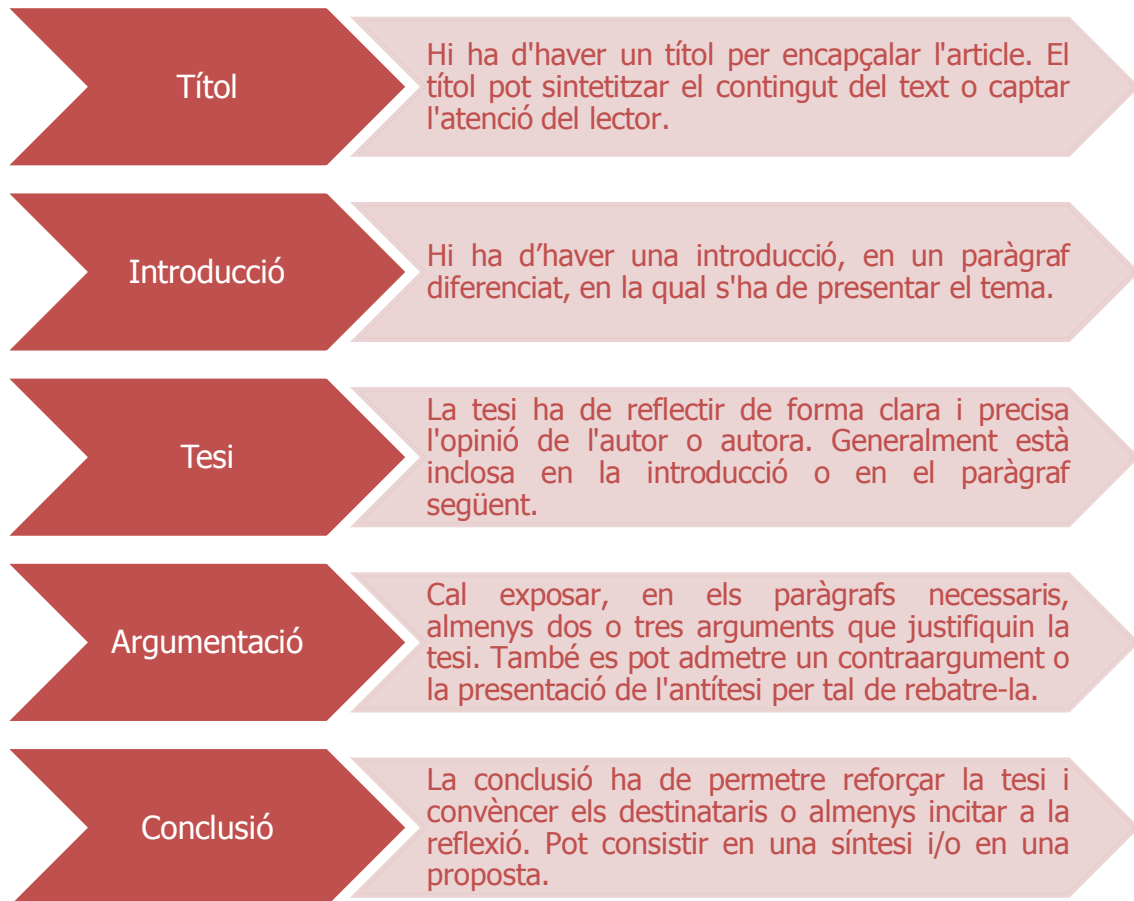 Títol
Hi ha d'haver un títol per encapçalar l'article. El
títol pot sintetitzar el contingut del text o captar
l'atenció del lector.
Introducció
Hi ha d’haver una introducció, en un paràgraf
diferenciat, en la qual s'ha de presentar el tema.
Tesi
La tesi ha de reflectir de forma clara i precisa
l'opinió de l'autor o autora. Generalment està
inclosa en la introducció o en el paràgraf
següent.
Argumentació
Cal exposar, en els paràgrafs necessaris,
almenys dos o tres arguments que justifiquin la
tesi. També es pot admetre un contraargument o
la presentació de l'antítesi per tal de rebatre-la.
Conclusió
La conclusió ha de permetre reforçar la tesi i
convèncer els destinataris o almenys incitar a la
reflexió. Pot consistir en una síntesi i/o en una
proposta.